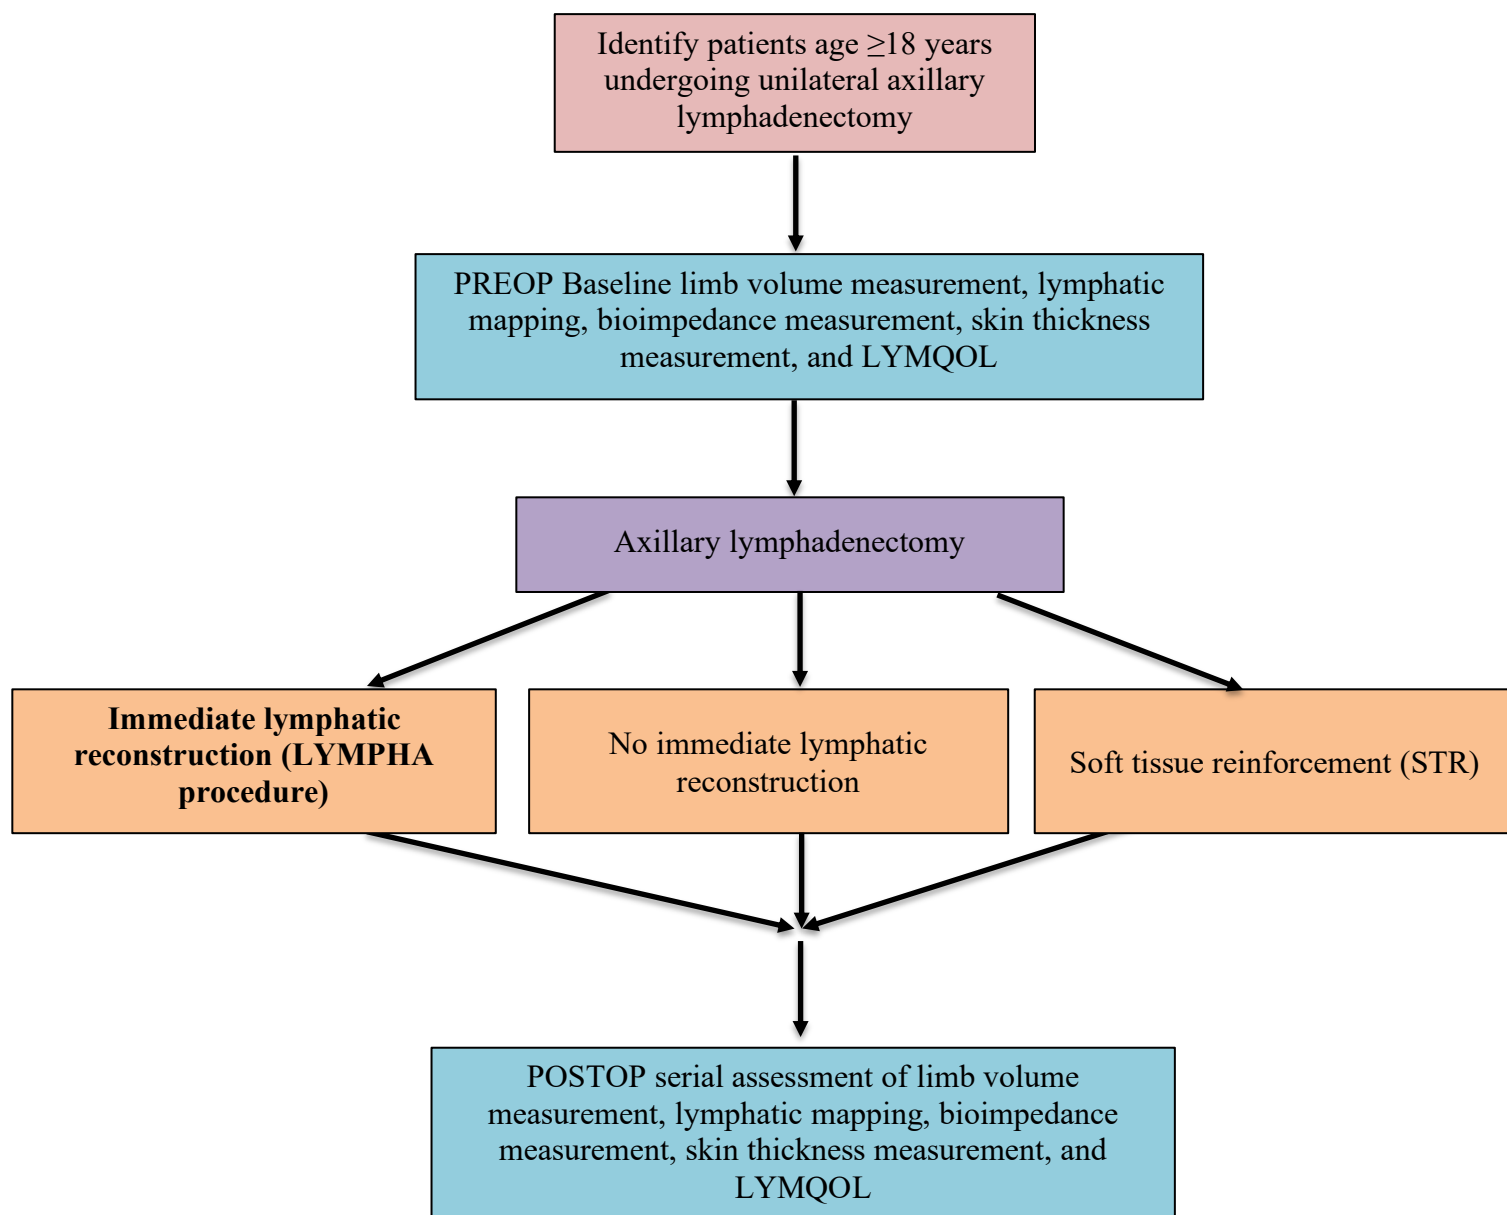 Identify patients age ≥18 years
undergoing unilateral axillary
lymphadenectomy
PREOP Baseline limb volume measurement, lymphatic
mapping, bioimpedance measurement, skin thickness
measurement, and LYMQOL
Axillary lymphadenectomy
Immediate lymphatic
reconstruction (LYMPHA
procedure)
No immediate lymphatic
reconstruction
Soft tissue reinforcement (STR)
POSTOP serial assessment of limb volume
measurement, lymphatic mapping, bioimpedance
measurement, skin thickness measurement, and
LYMQOL